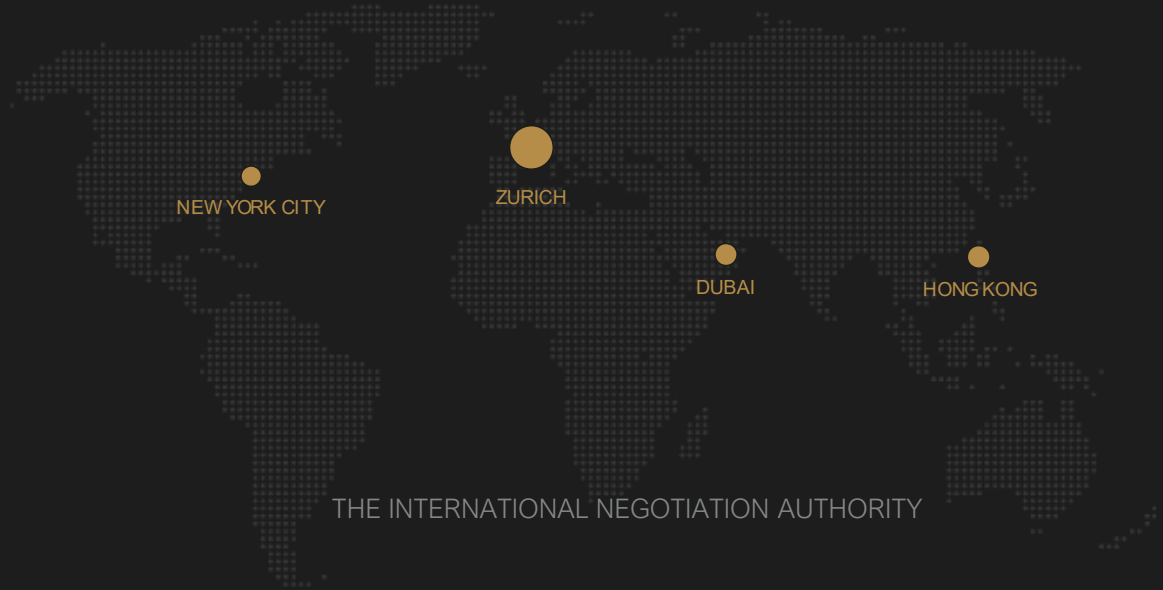 ZURICH
NEW YORK CITY
DUBAI
HONG KONG
THE INTERNATIONAL NEGOTIATION AUTHORITY